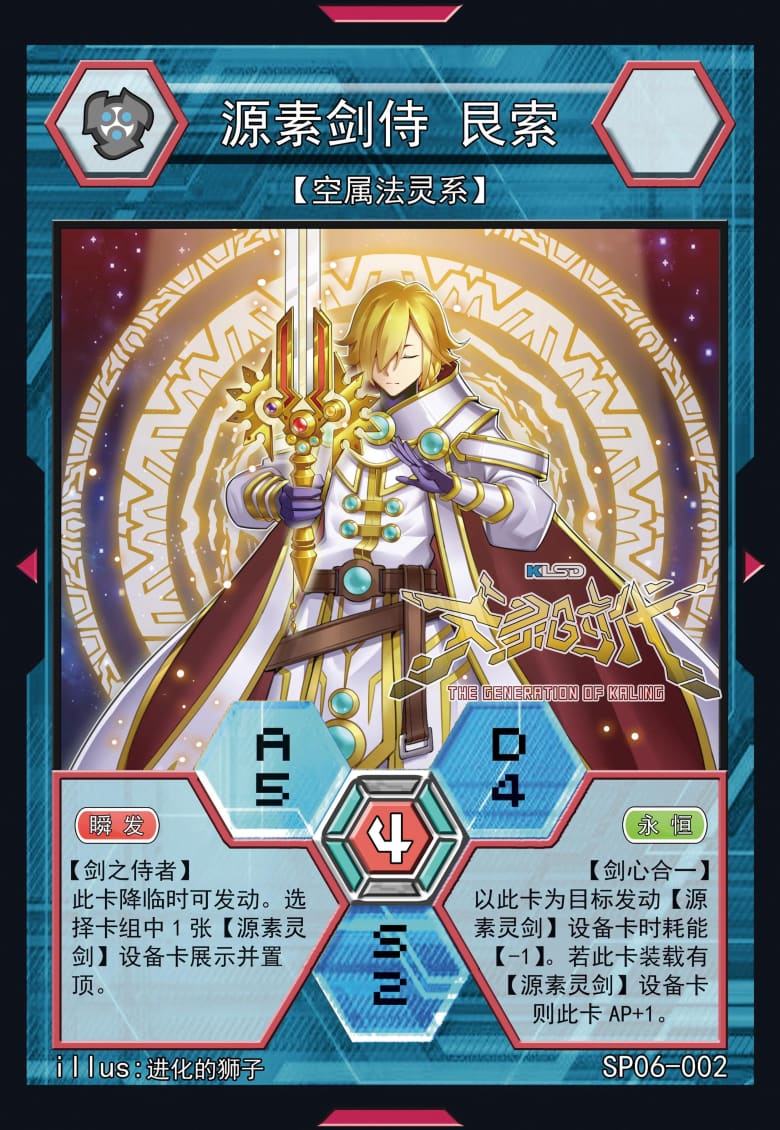 源素剑侍 艮索
【空属法灵系】
KLSD
THE GENERATION OF KALING
A
5
D
4
4
S
2
瞬发
【剑之侍者】
此卡降临时可发动。选
择卡组中1张【源素灵
剑】设备卡展示并置
顶。
永恒
【剑心合一】
以此卡为目标发动【源
素灵剑】设备卡时耗能
【-1】。若此卡装载有
【源素灵剑】设备卡
则此卡 AP+1。
illus:进化的狮子
SP06-002